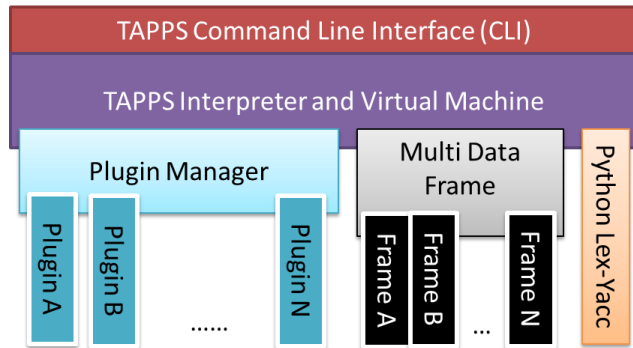 TAPPS Command Line Interface (CLI)
TAPPS Interpreter and Virtual Machine
Plugin Manager
Multi Data
Frame
Python Lex-Yacc
Plugin A
Plugin B
......
Plugin N
Frame A
Frame B
...
Frame N